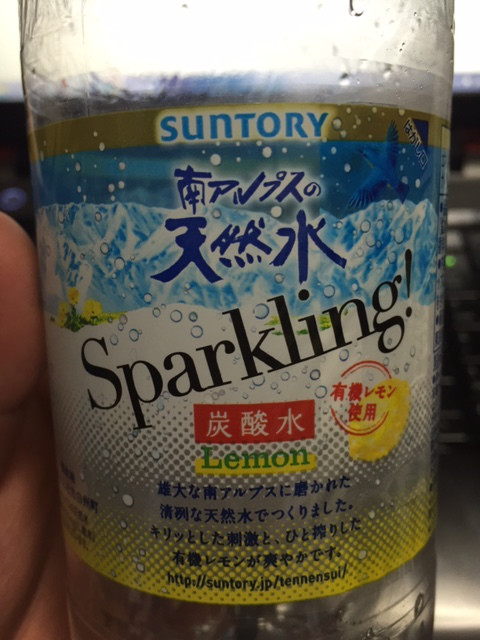 SUNTORY
南アルプスの
天然水
Sparkling!
炭酸水
Lemon
有機レモン
使用
雄大な南アルプスに磨かれた
清冽な天然水でつくりました。
キリッとした刺激と、ひと搾りした
有機レモンが爽やかです。
http://suntory.jp/tennensui/